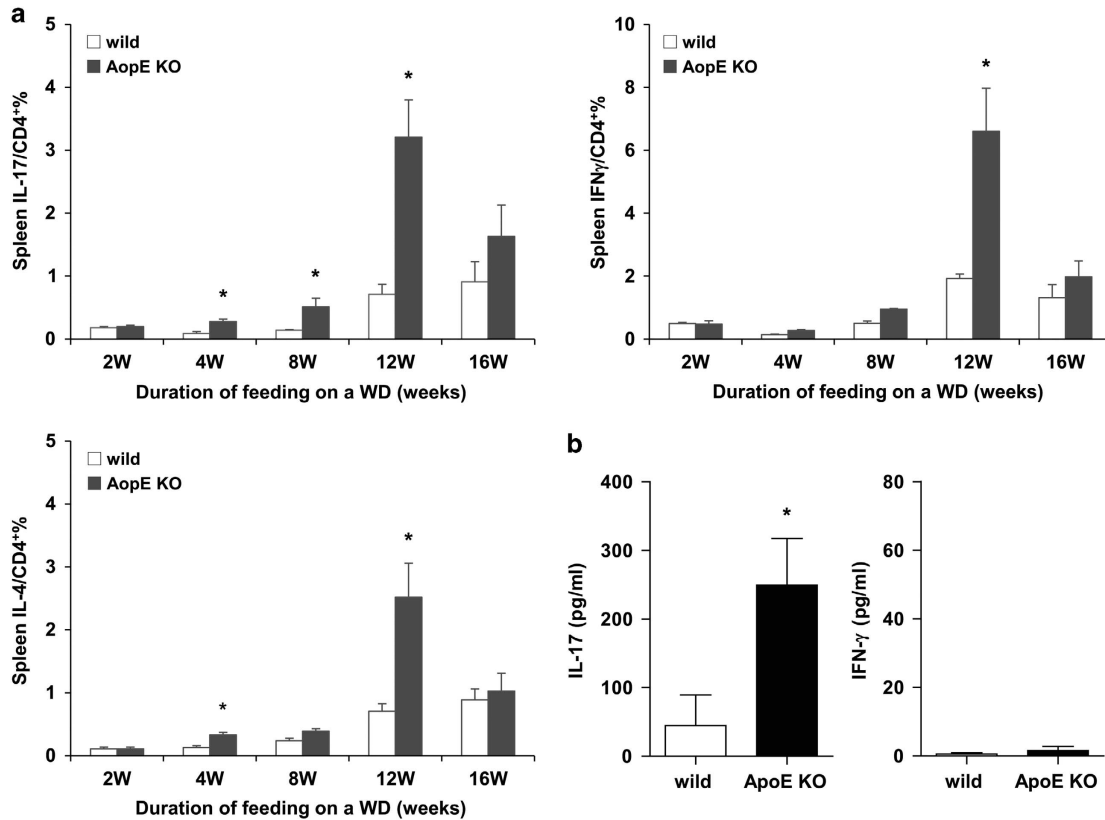 a
Spleen IL-17/CD4⁺%
5
4
3
2
1
0
wild
AopE KO
*
*
*
2W 4W 8W 12W 16W
Duration of feeding on a WD (weeks)
Spleen IFNγ/CD4⁺%
10
8
6
4
2
0
wild
AopE KO
*
2W 4W 8W 12W 16W
Duration of feeding on a WD (weeks)
Spleen IL-4/CD4⁺%
5
4
3
2
1
0
wild
AopE KO
*
*
2W 4W 8W 12W 16W
Duration of feeding on a WD (weeks)
b
IL-17 (pg/ml)
400
300
200
100
0
*
wild ApoE KO
IFN-γ (pg/ml)
80
60
40
20
0
wild ApoE KO